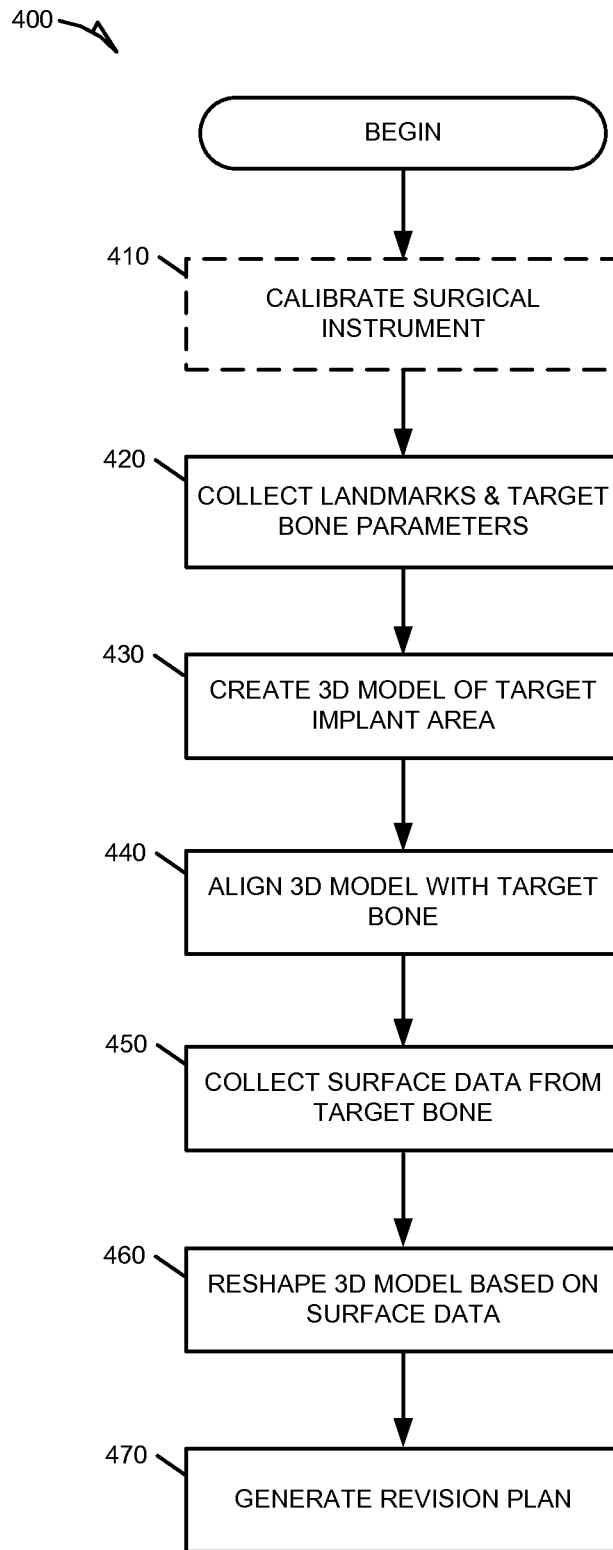 400
BEGIN
410
CALIBRATE SURGICAL
INSTRUMENT
420
COLLECT LANDMARKS & TARGET
BONE PARAMETERS
430
CREATE 3D MODEL OF TARGET
IMPLANT AREA
440
ALIGN 3D MODEL WITH TARGET
BONE
450
COLLECT SURFACE DATA FROM
TARGET BONE
460
RESHAPE 3D MODEL BASED ON
SURFACE DATA
470
GENERATE REVISION PLAN